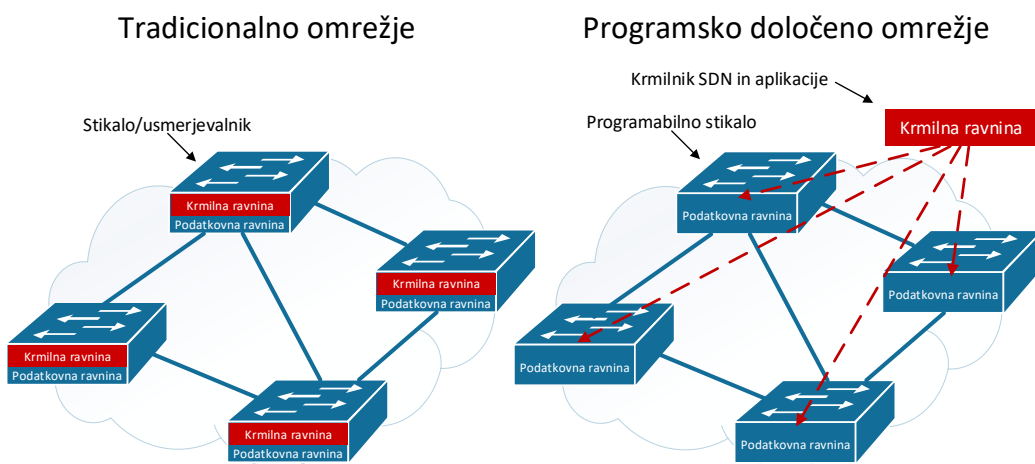 Tradicionalno omrežje
Stikalo/usmerjevalnik
Krmilna ravnina
Podatkovna ravnina
Krmilna ravnina
Podatkovna ravnina
Krmilna ravnina
Podatkovna ravnina
Krmilna ravnina
Podatkovna ravnina
Programsko določeno omrežje
Krmilnik SDN in aplikacije
Krmilna ravnina
Programabilno stikalo
Podatkovna ravnina
Podatkovna ravnina
Podatkovna ravnina
Podatkovna ravnina